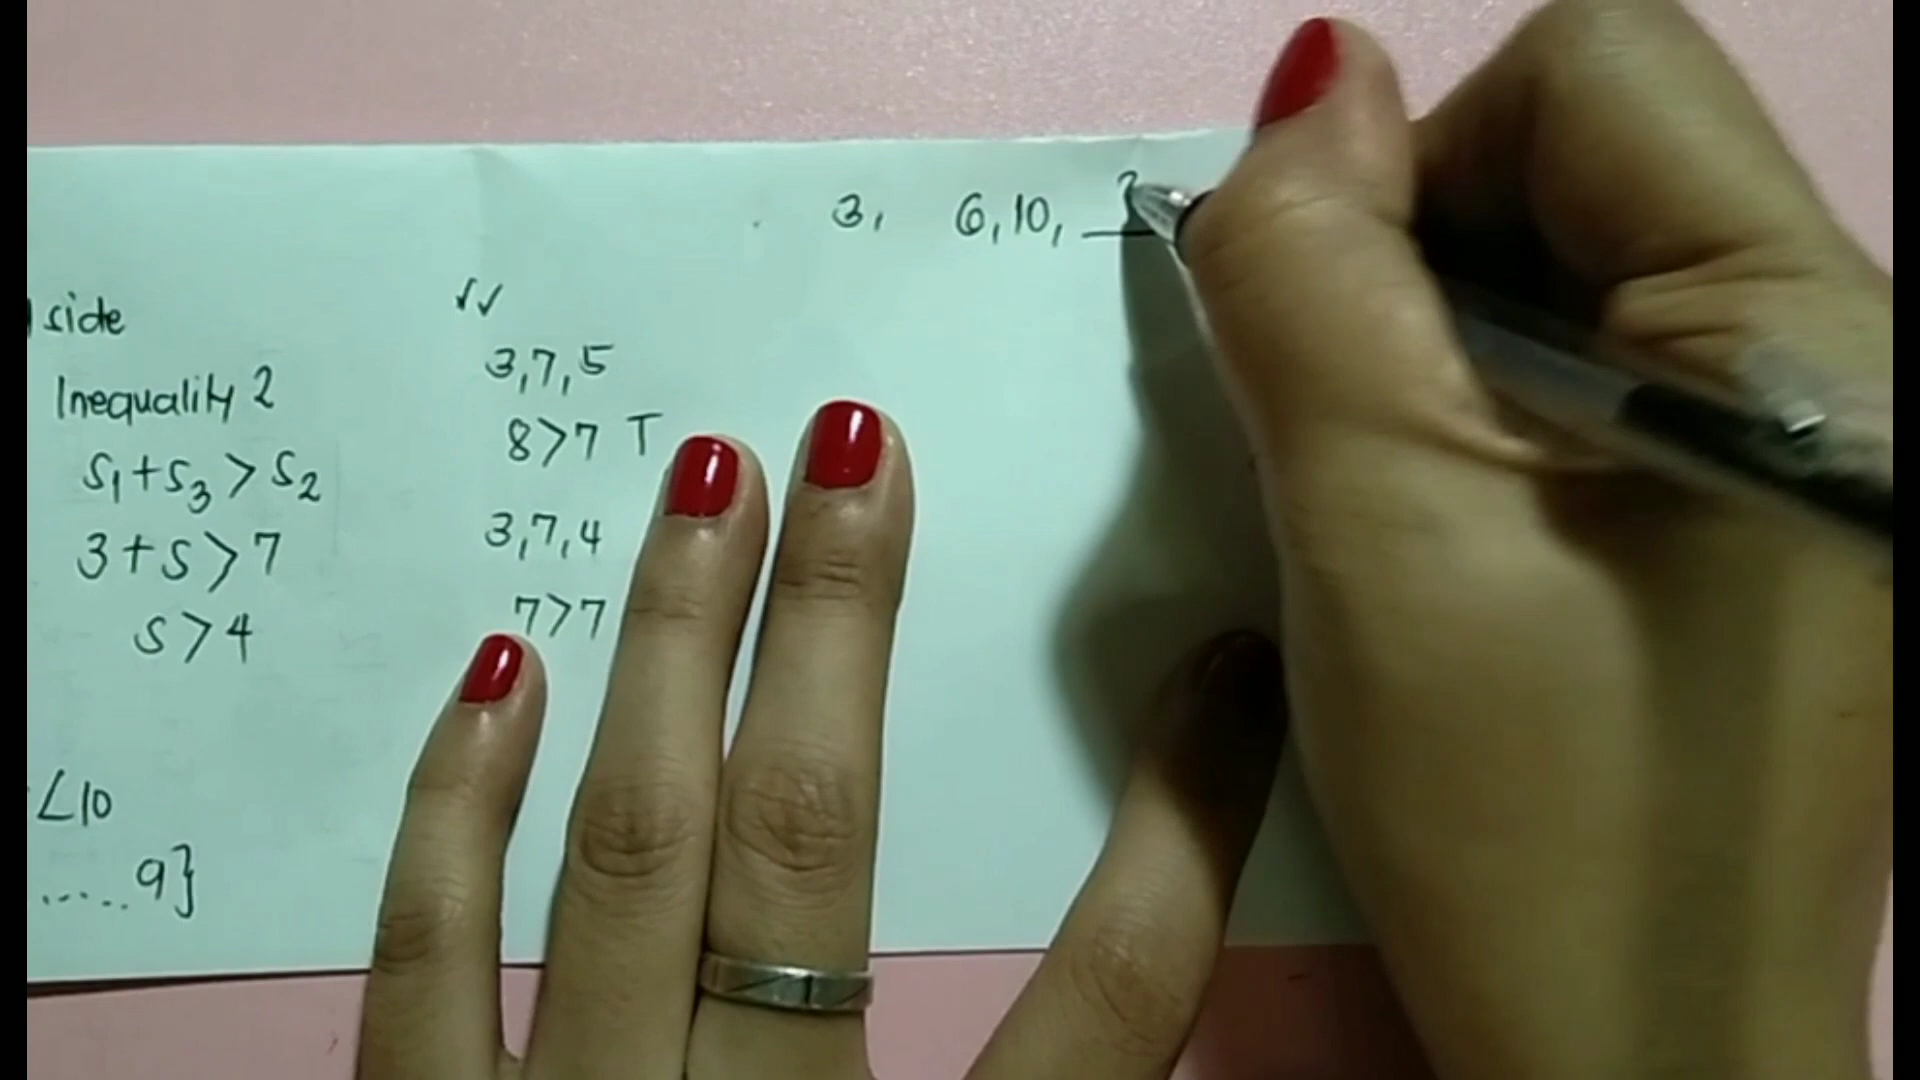 3, 6, 10, ?
side
Inequality 2
S₁+S₃ > S₂
3+S>7
S>4
<10
.....9}
✓✓
3,7,5
8>7 T
3,7,4
7>7